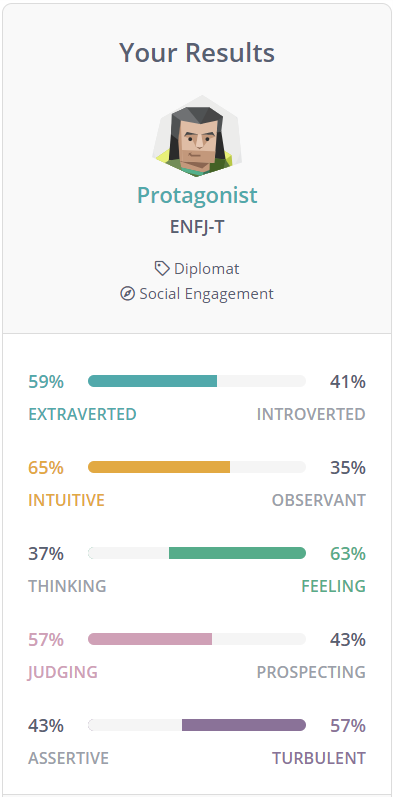 Your Results
Protagonist
ENFJ-T
Diplomat
Social Engagement
59% 41%
EXTRAVERTED INTROVERTED
65% 35%
INTUITIVE OBSERVANT
37% 63%
THINKING FEELING
57% 43%
JUDGING PROSPECTING
43% 57%
ASSERTIVE TURBULENT